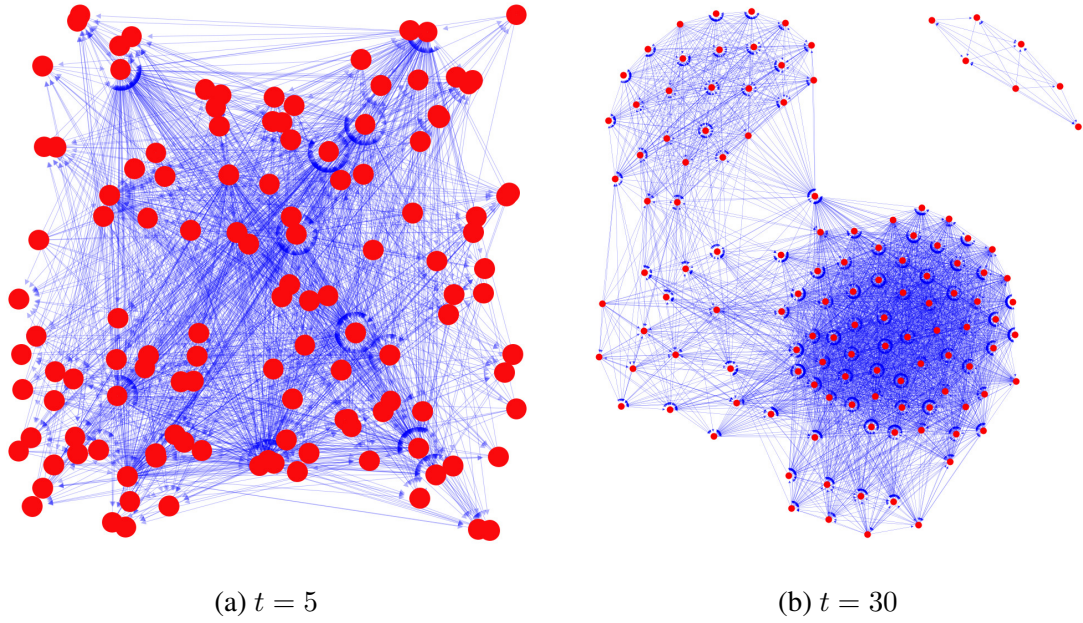 (a) t = 5
(b) t = 30